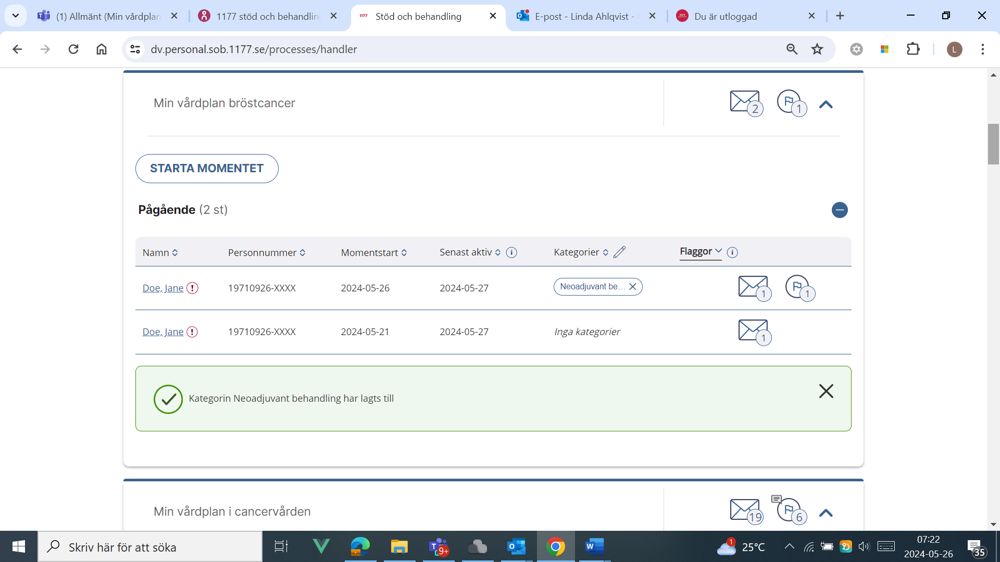 (1) Allmänt (Min vårdplan
1177 stöd och behandlin
Stöd och behandling
E-post - Linda Ahlqvist -
Du är utloggad
dv.personal.sob.1177.se/processes/handler
L
Min vårdplan bröstcancer
2
1
STARTA MOMENTET
Pågående (2 st)
Namn
Personnummer
Momentstart
Senast aktiv
Kategorier
Flaggor
Doe, Jane
19710926-XXXX
2024-05-26
2024-05-27
Neoadjuvant be...
1
1
Doe, Jane
19710926-XXXX
2024-05-21
2024-05-27
Inga kategorier
1
Kategorin Neoadjuvant behandling har lagts till
Min vårdplan i cancervården
19
6
Skriv här för att söka
9+
1
25°C
07:22
2024-05-26
35